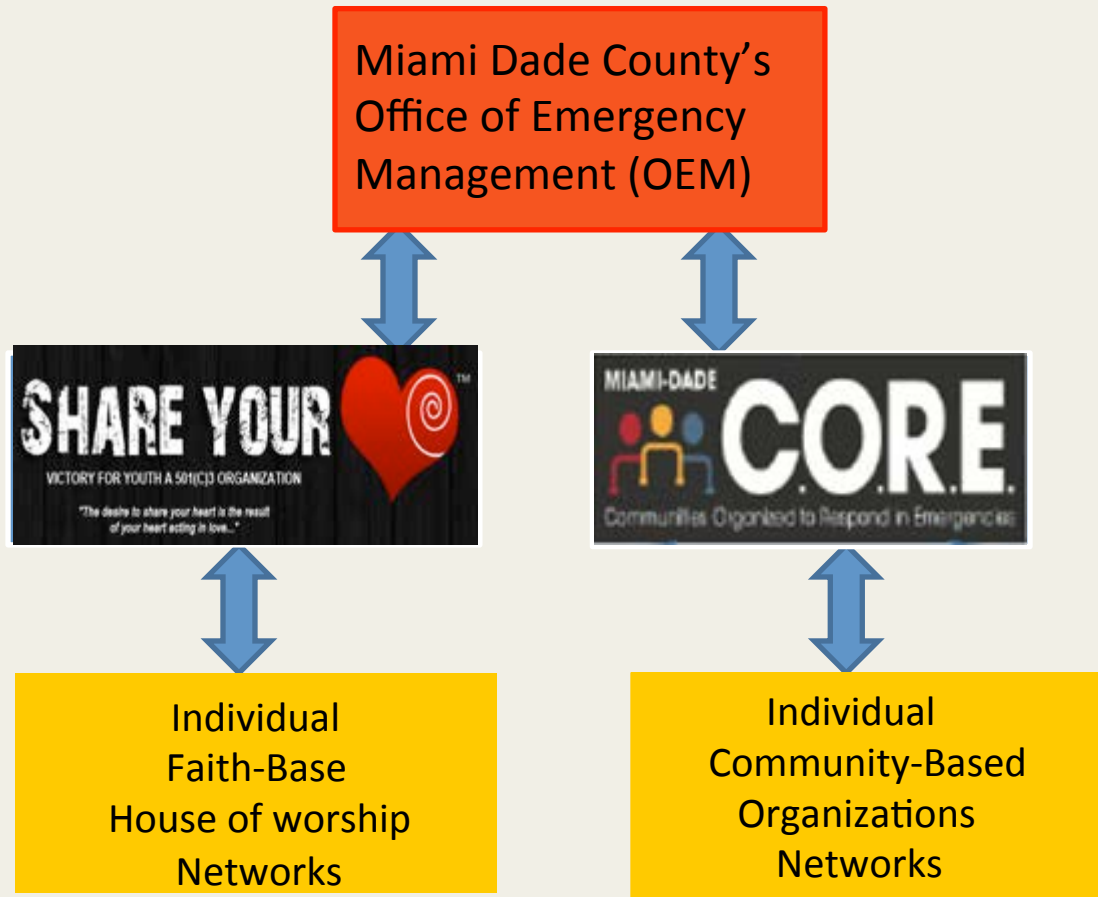 Miami Dade County’s
Office of Emergency
Management (OEM)
SHARE YOUR
TM
VICTORY FOR YOUTH A 501(C)3 ORGANIZATION
"The desire to share your heart is the result
of your heart acting in love..."
MIAMI-DADE
C.O.R.E.
Communities Organized to Respond in Emergencies
Individual
Faith-Base
House of worship
Networks
Individual
Community-Based
Organizations
Networks